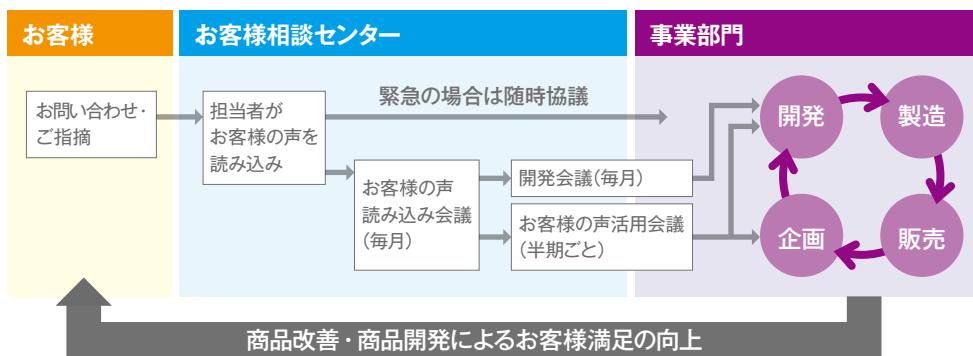 お客様
お客様相談センター
事業部門
お問い合わせ・
ご指摘
担当者が
お客様の声を
読み込み
緊急の場合は随時協議
お客様の声
読み込み会議
(毎月)
開発会議(毎月)
お客様の声活用会議
(半期ごと)
開発
製造
企画
販売
商品改善・商品開発によるお客様満足の向上